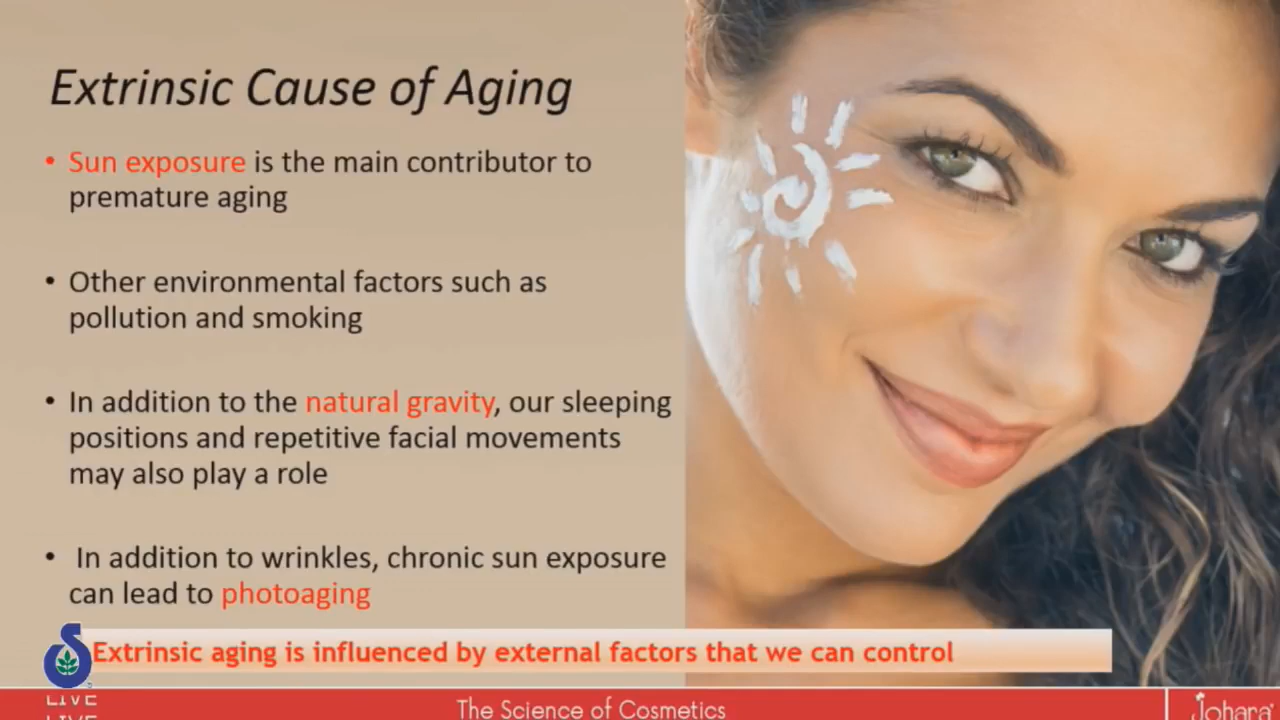 Extrinsic Cause of Aging
• Sun exposure is the main contributor to
premature aging
• Other environmental factors such as
pollution and smoking
• In addition to the natural gravity, our sleeping
positions and repetitive facial movements
may also play a role
• In addition to wrinkles, chronic sun exposure
can lead to photoaging
Extrinsic aging is influenced by external factors that we can control
LIVE
LIVE
The Science of Cosmetics
Johara